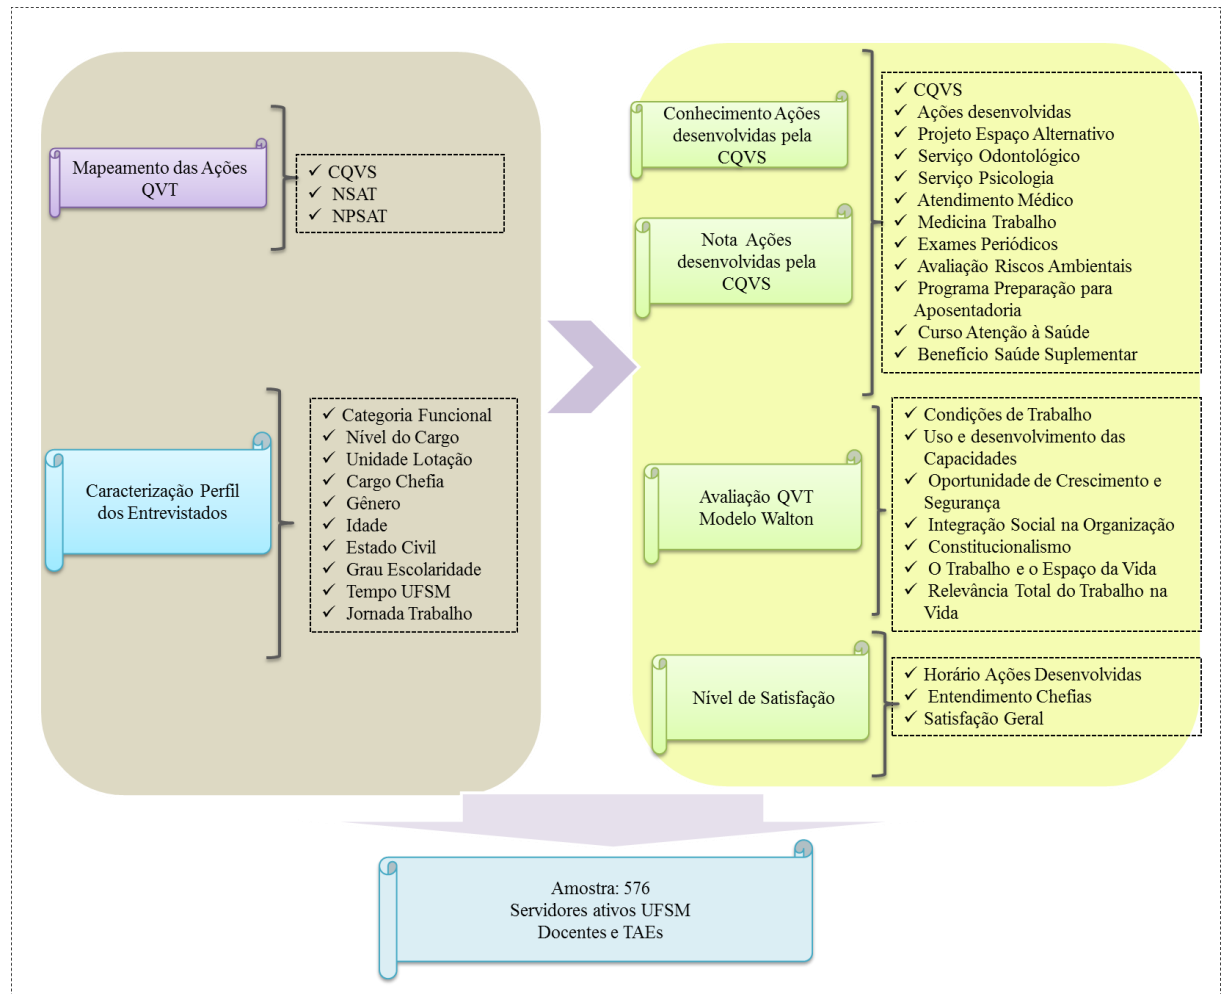 Mapeamento das Ações
QVT
✓ CQVS
✓ NSAT
✓ NPSAT
Caracterização Perfil
dos Entrevistados
✓ Categoria Funcional
✓ Nível do Cargo
✓ Unidade Lotação
✓ Cargo Chefia
✓ Gênero
✓ Idade
✓ Estado Civil
✓ Grau Escolaridade
✓ Tempo UFSM
✓ Jornada Trabalho
Conhecimento Ações
desenvolvidas pela
CQVS
Nota Ações
desenvolvidas pela
CQVS
✓ CQVS
✓ Ações desenvolvidas
✓ Projeto Espaço Alternativo
✓ Serviço Odontológico
✓ Serviço Psicologia
✓ Atendimento Médico
✓ Medicina Trabalho
✓ Exames Periódicos
✓ Avaliação Riscos Ambientais
✓ Programa Preparação para
Aposentadoria
✓ Curso Atenção à Saúde
✓ Benefício Saúde Suplementar
Avaliação QVT
Modelo Walton
✓ Condições de Trabalho
✓ Uso e desenvolvimento das
Capacidades
✓ Oportunidade de Crescimento e
Segurança
✓ Integração Social na Organização
✓ Constitucionalismo
✓ O Trabalho e o Espaço da Vida
✓ Relevância Total do Trabalho na
Vida
Nível de Satisfação
✓ Horário Ações Desenvolvidas
✓ Entendimento Chefias
✓ Satisfação Geral
Amostra: 576
Servidores ativos UFSM
Docentes e TAEs